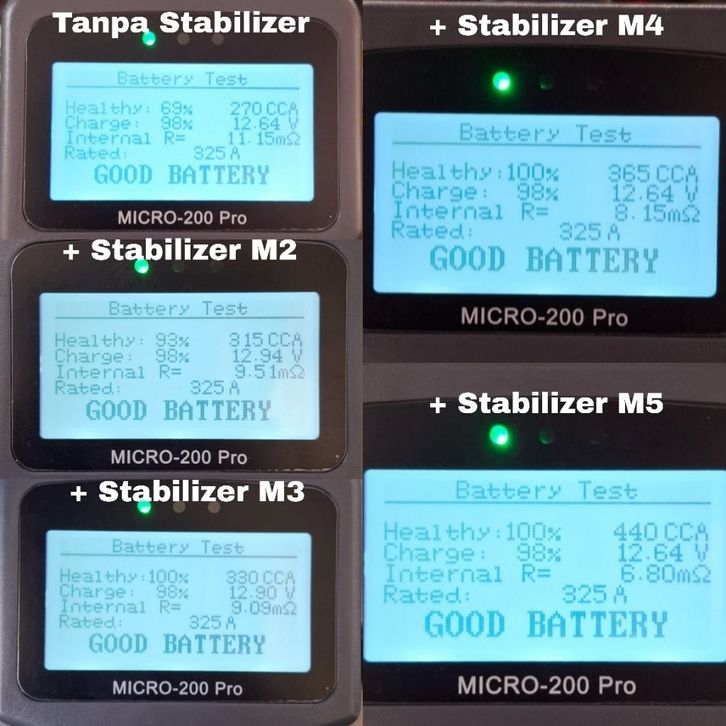 Tanpa Stabilizer
Battery Test
Healthy: 69% 270 CCA
Charge: 98% 12.64 V
Internal R= 11.15mΩ
Rated: 325 A
GOOD BATTERY
MICRO-200 Pro
+ Stabilizer M2
Battery Test
Healthy: 93% 315 CCA
Charge: 98% 12.94 V
Internal R= 9.51mΩ
Rated: 325 A
GOOD BATTERY
MICRO-200 Pro
+ Stabilizer M3
Battery Test
Healthy:100% 330 CCA
Charge: 98% 12.90 V
Internal R= 9.09mΩ
Rated: 325 A
GOOD BATTERY
MICRO-200 Pro
+ Stabilizer M4
Battery Test
Healthy:100% 365 CCA
Charge: 98% 12.64 V
Internal R= 8.15mΩ
Rated: 325 A
GOOD BATTERY
MICRO-200 Pro
+ Stabilizer M5
Battery Test
Healthy:100% 440 CCA
Charge: 98% 12.64 V
Internal R= 6.80mΩ
Rated: 325 A
GOOD BATTERY
MICRO-200 Pro